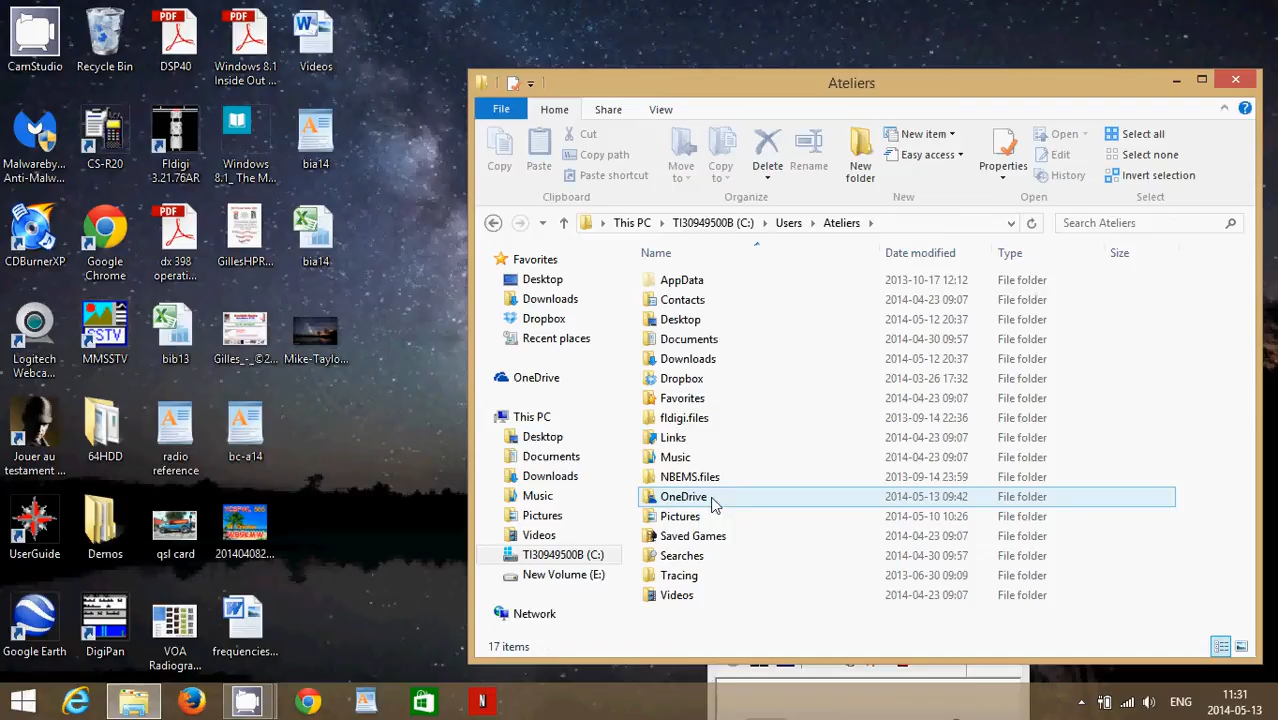 CamStudio
Recycle Bin
DSP40
Windows 8.1
Inside Out ...
Videos
Malwareby...
Anti-Malw...
CS-R20
Fldigi
3.21.76AR
Windows
8.1_ The M...
bia14
CDBurnerXP
Google
Chrome
dx 398
operati...
GillesHPR...
bia14
Logitech
Webca...
MMSSTV
bib13
Gilles_-_©2...
Mike-Taylo...
Jouer au
testament ...
64HDD
radio
reference
bc-a14
UserGuide
Demos
qsl card
201404082...
Google Earth
DigiPan
VOA
Radiogra...
frequencies...
Ateliers
File
Home
Share
View
Copy
Paste
Cut
Copy path
Paste shortcut
Clipboard
Move
to
Copy
to
Delete
Rename
Organize
New
folder
New item
Easy access
New
Properties
Open
Edit
History
Open
Select all
Select none
Invert selection
Select
This PC
TI30949500B (C:)
Users
Ateliers
Search Ateliers
Favorites
Desktop
Downloads
Dropbox
Recent places
OneDrive
This PC
Desktop
Documents
Downloads
Music
Pictures
Videos
TI30949500B (C:)
New Volume (E:)
Network
Name Date modified Type Size
AppData 2013-10-17 12:12 File folder
Contacts 2014-04-23 09:07 File folder
Desktop 2014-05-12 20:37 File folder
Documents 2014-04-30 09:57 File folder
Downloads 2014-05-12 20:37 File folder
Dropbox 2014-03-26 17:32 File folder
Favorites 2014-04-23 09:07 File folder
fldigi.files 2013-09-14 23:29 File folder
Links 2014-04-23 09:07 File folder
Music 2014-04-23 09:07 File folder
NBEMS.files 2013-09-14 23:59 File folder
OneDrive 2014-05-13 09:42 File folder
Pictures 2014-05-10 10:26 File folder
Saved Games 2014-04-23 09:07 File folder
Searches 2014-04-30 09:57 File folder
Tracing 2013-06-30 09:09 File folder
Videos 2014-04-23 09:07 File folder
17 items
ENG
11:31
2014-05-13